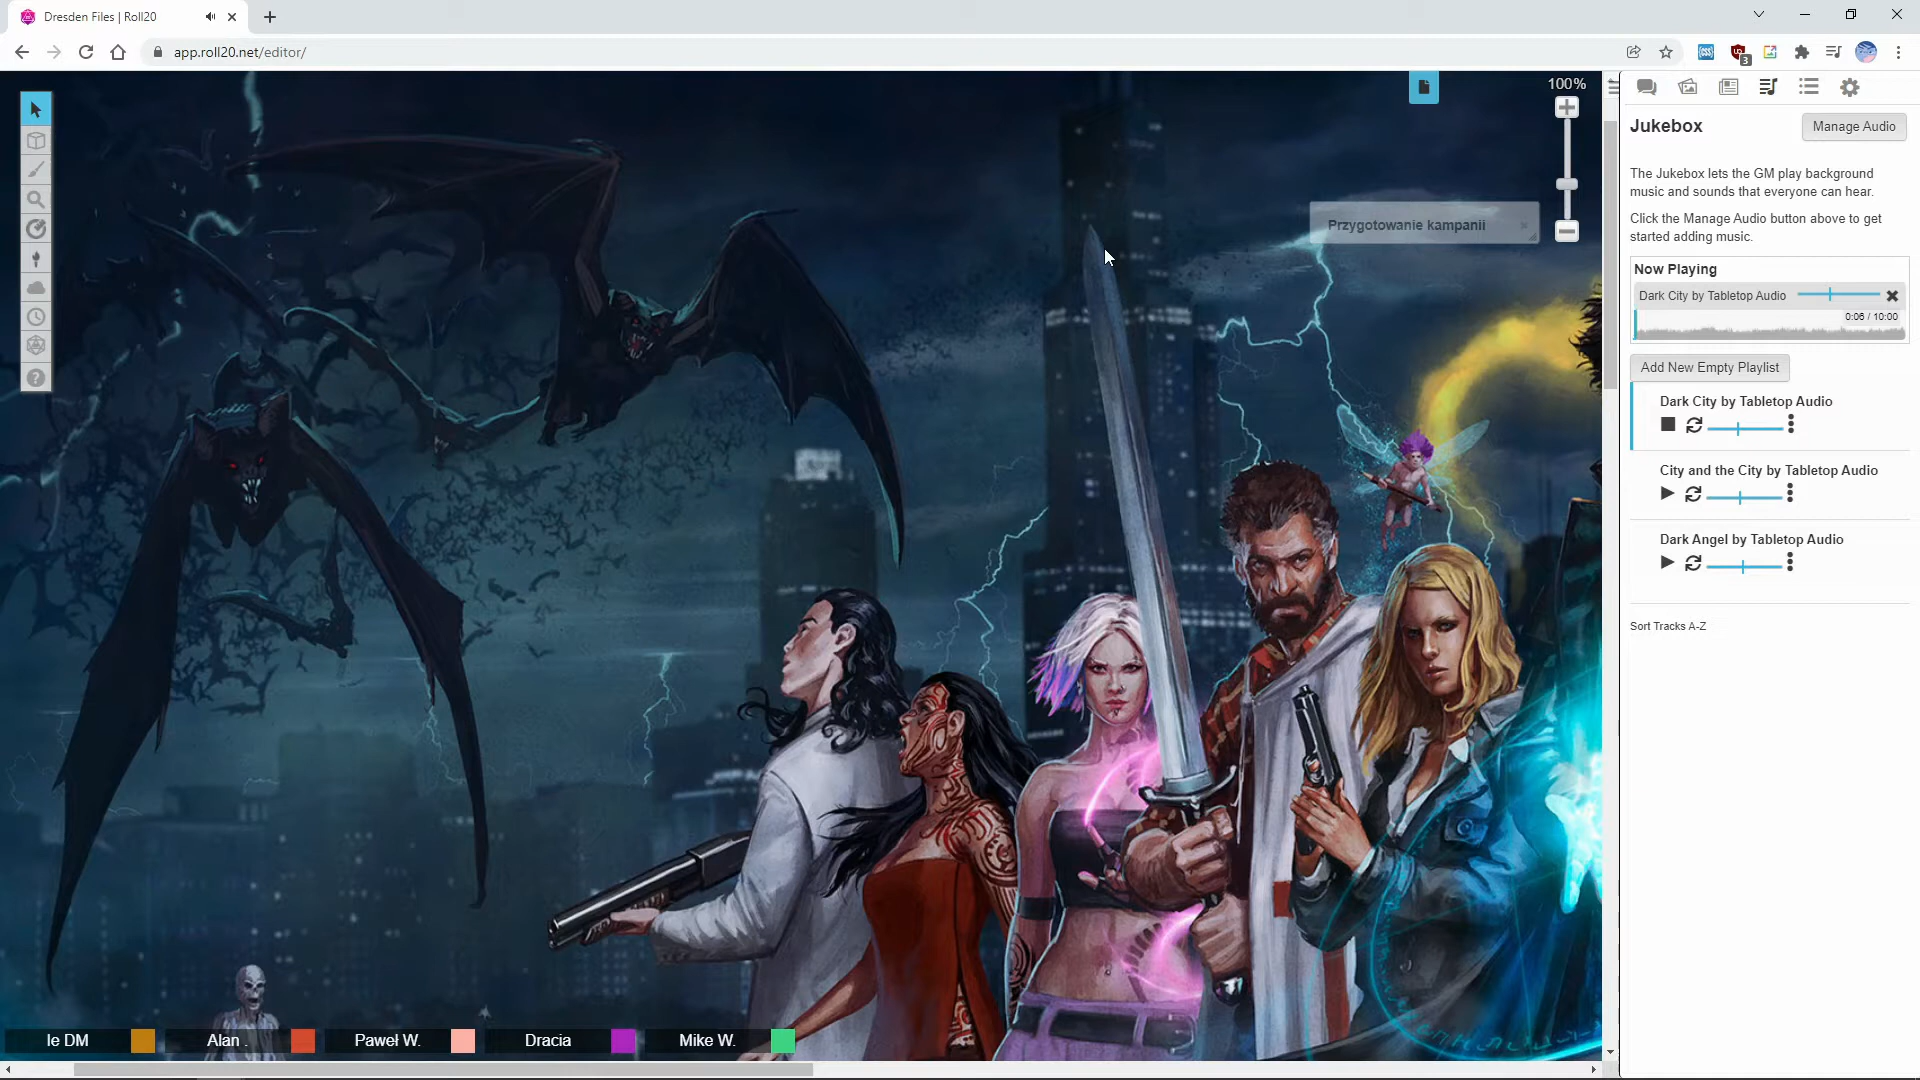 Dresden Files | Roll20
app.roll20.net/editor/
3
100%
Przygotowanie kampanii
Jukebox
Manage Audio
The Jukebox lets the GM play background
music and sounds that everyone can hear.
Click the Manage Audio button above to get
started adding music.
Now Playing
Dark City by Tabletop Audio
0:06 / 10:00
Add New Empty Playlist
Dark City by Tabletop Audio
City and the City by Tabletop Audio
Dark Angel by Tabletop Audio
Sort Tracks A-Z
le DM
Alan .
Paweł W.
Dracia
Mike W.